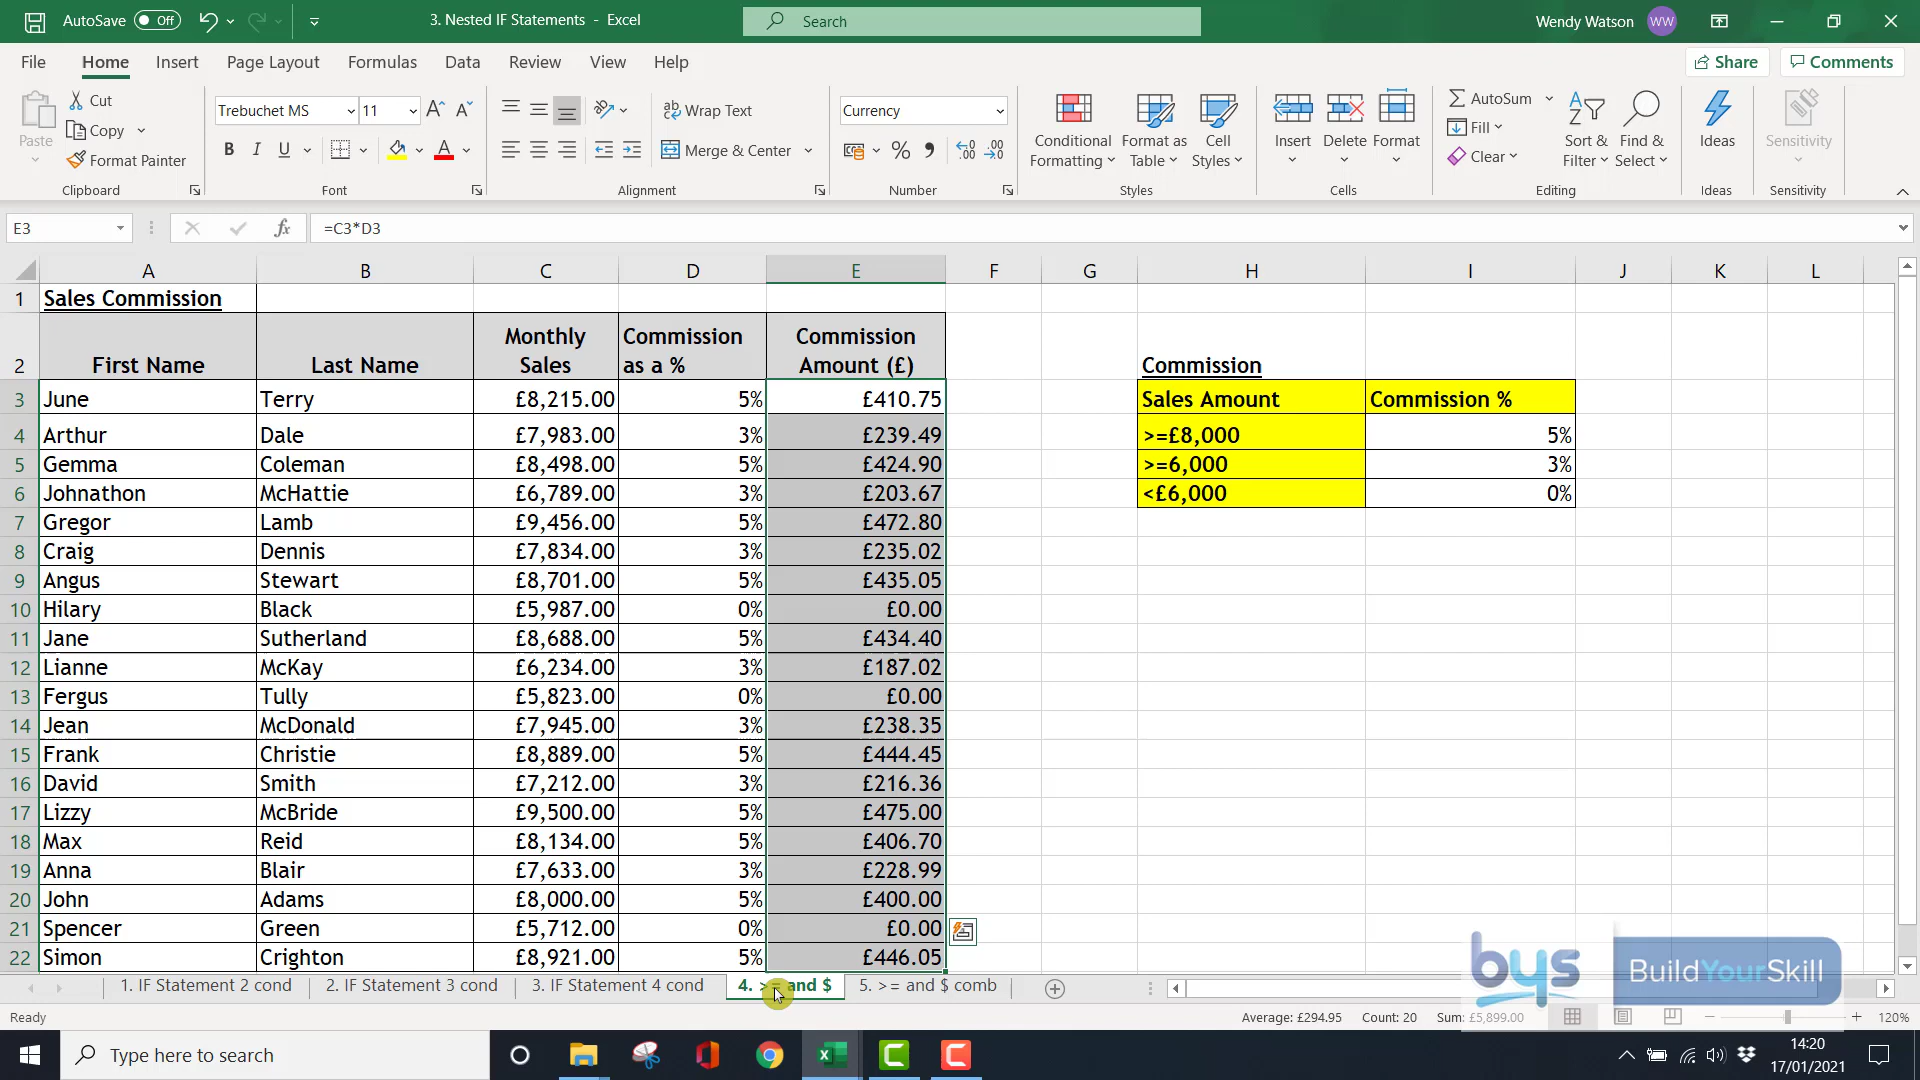 AutoSave Off 3. Nested IF Statements - Excel Search Wendy Watson WW
File Home Insert Page Layout Formulas Data Review View Help Share Comments
Paste Cut Copy Format Painter Clipboard
Trebuchet MS 11 A A B I U A Font
ab Wrap Text Merge & Center Alignment
Currency % , Number
Conditional Formatting Format as Table Cell Styles Styles
Insert Delete Format Cells
AutoSum Fill Clear Sort & Filter Find & Select Editing
Ideas Ideas
Sensitivity Sensitivity
E3 fx =C3*D3
A B C D E F G H I J K L
1 Sales Commission
2 First Name Last Name Monthly Sales Commission as a % Commission Amount (£) Commission
3 June Terry £8,215.00 5% £410.75 Sales Amount Commission %
4 Arthur Dale £7,983.00 3% £239.49 >=£8,000 5%
5 Gemma Coleman £8,498.00 5% £424.90 >=6,000 3%
6 Johnathon McHattie £6,789.00 3% £203.67 <£6,000 0%
7 Gregor Lamb £9,456.00 5% £472.80
8 Craig Dennis £7,834.00 3% £235.02
9 Angus Stewart £8,701.00 5% £435.05
10 Hilary Black £5,987.00 0% £0.00
11 Jane Sutherland £8,688.00 5% £434.40
12 Lianne McKay £6,234.00 3% £187.02
13 Fergus Tully £5,823.00 0% £0.00
14 Jean McDonald £7,945.00 3% £238.35
15 Frank Christie £8,889.00 5% £444.45
16 David Smith £7,212.00 3% £216.36
17 Lizzy McBride £9,500.00 5% £475.00
18 Max Reid £8,134.00 5% £406.70
19 Anna Blair £7,633.00 3% £228.99
20 John Adams £8,000.00 5% £400.00
21 Spencer Green £5,712.00 0% £0.00
22 Simon Crighton £8,921.00 5% £446.05
bys BuildYourSkill
1. IF Statement 2 cond 2. IF Statement 3 cond 3. IF Statement 4 cond 4. >= and $ 5. >= and $ comb
Ready Average: £294.95 Count: 20 Sum: £5,899.00 120%
Type here to search 14:20
17/01/2021